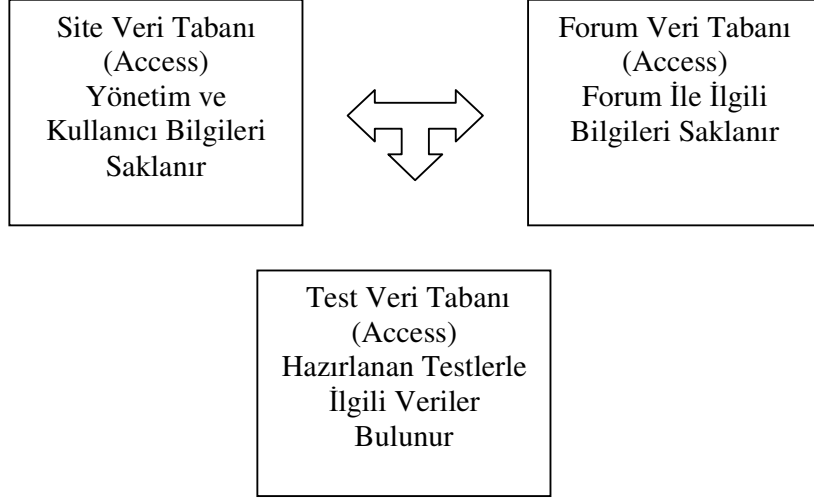 Site Veri Tabanı
(Access)
Yönetim ve
Kullanıcı Bilgileri
Saklanır
Forum Veri Tabanı
(Access)
Forum İle İlgili
Bilgileri Saklanır
Test Veri Tabanı
(Access)
Hazırlanan Testlerle
İlgili Veriler
Bulunur